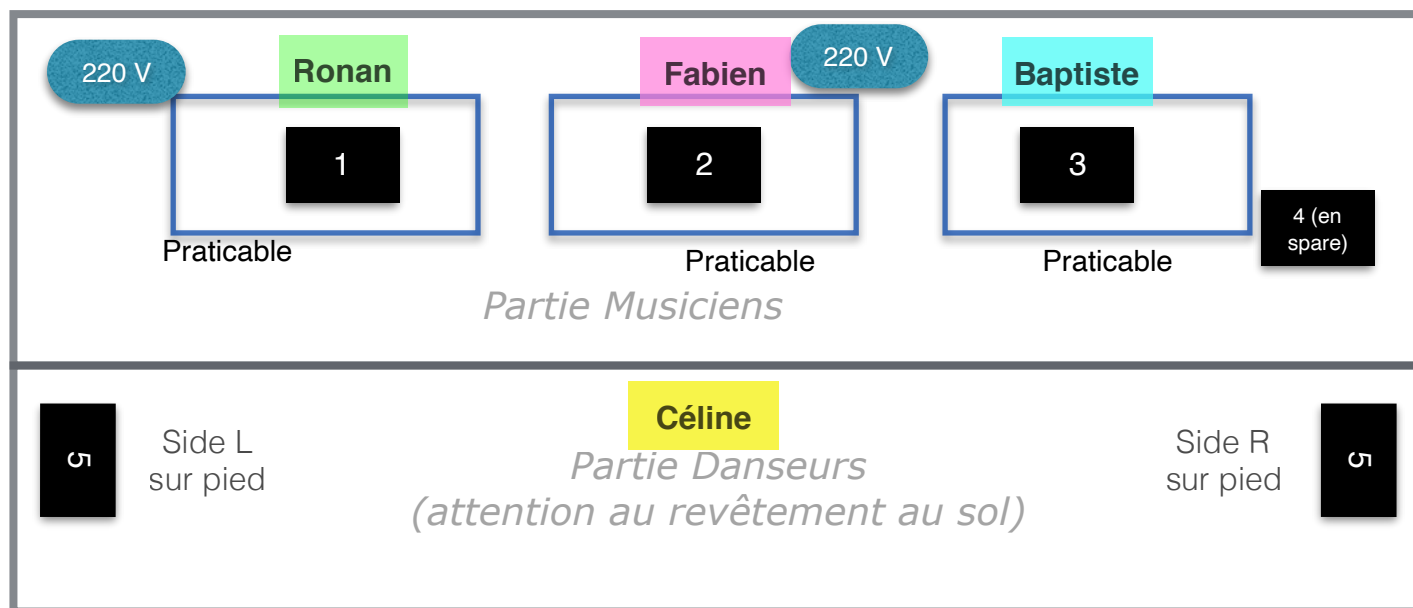 220 V
Ronan
Fabien
220 V
Baptiste
1
2
3
4 (en
spare)
Praticable
Praticable
Praticable
Partie Musiciens
5
Side L
sur pied
Céline
Partie Danseurs
(attention au revêtement au sol)
Side R
sur pied
5